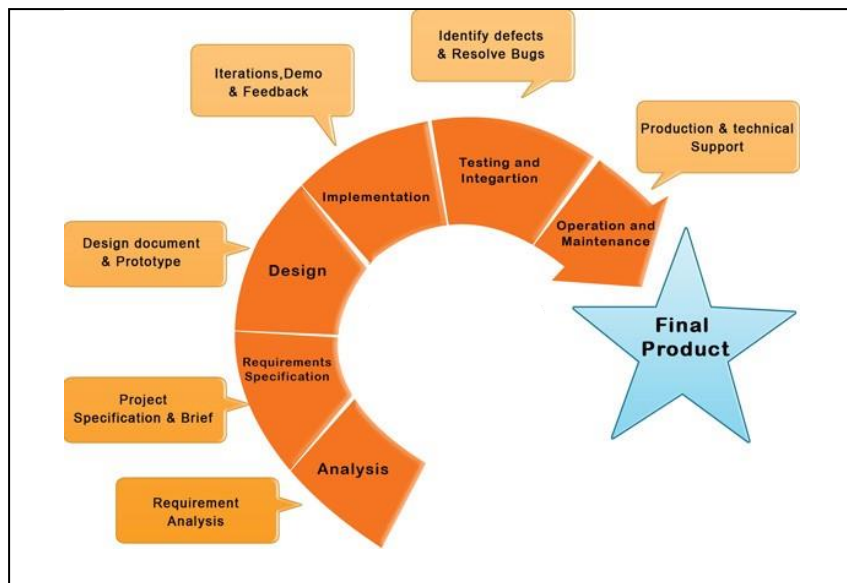 Identify defects
& Resolve Bugs
Iterations,Demo
& Feedback
Production & technical
Support
Testing and
Integartion
Implementation
Operation and
Maintenance
Design document
& Prototype
Design
Final
Product
Requirements
Specification
Project
Specification & Brief
Analysis
Requirement
Analysis